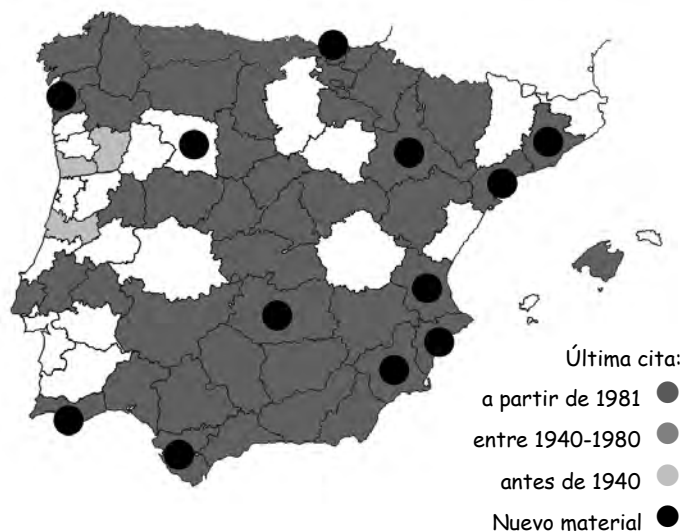 Última cita:
a partir de 1981
entre 1940-1980
antes de 1940
Nuevo material